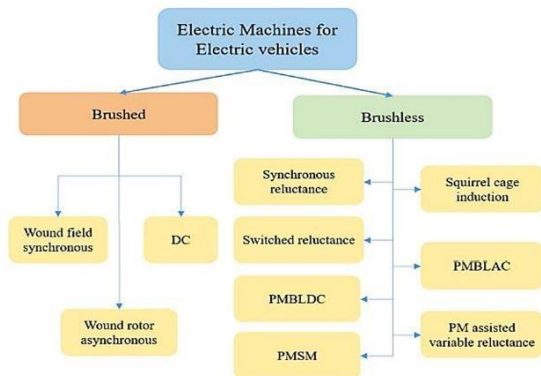 Electric Machines for
Electric vehicles
Brushed
Brushless
Wound field
synchronous
DC
Wound rotor
asynchronous
Synchronous
reluctance
Squirrel cage
induction
Switched reluctance
PMBLAC
PMBLDC
PM assisted
variable reluctance
PMSM